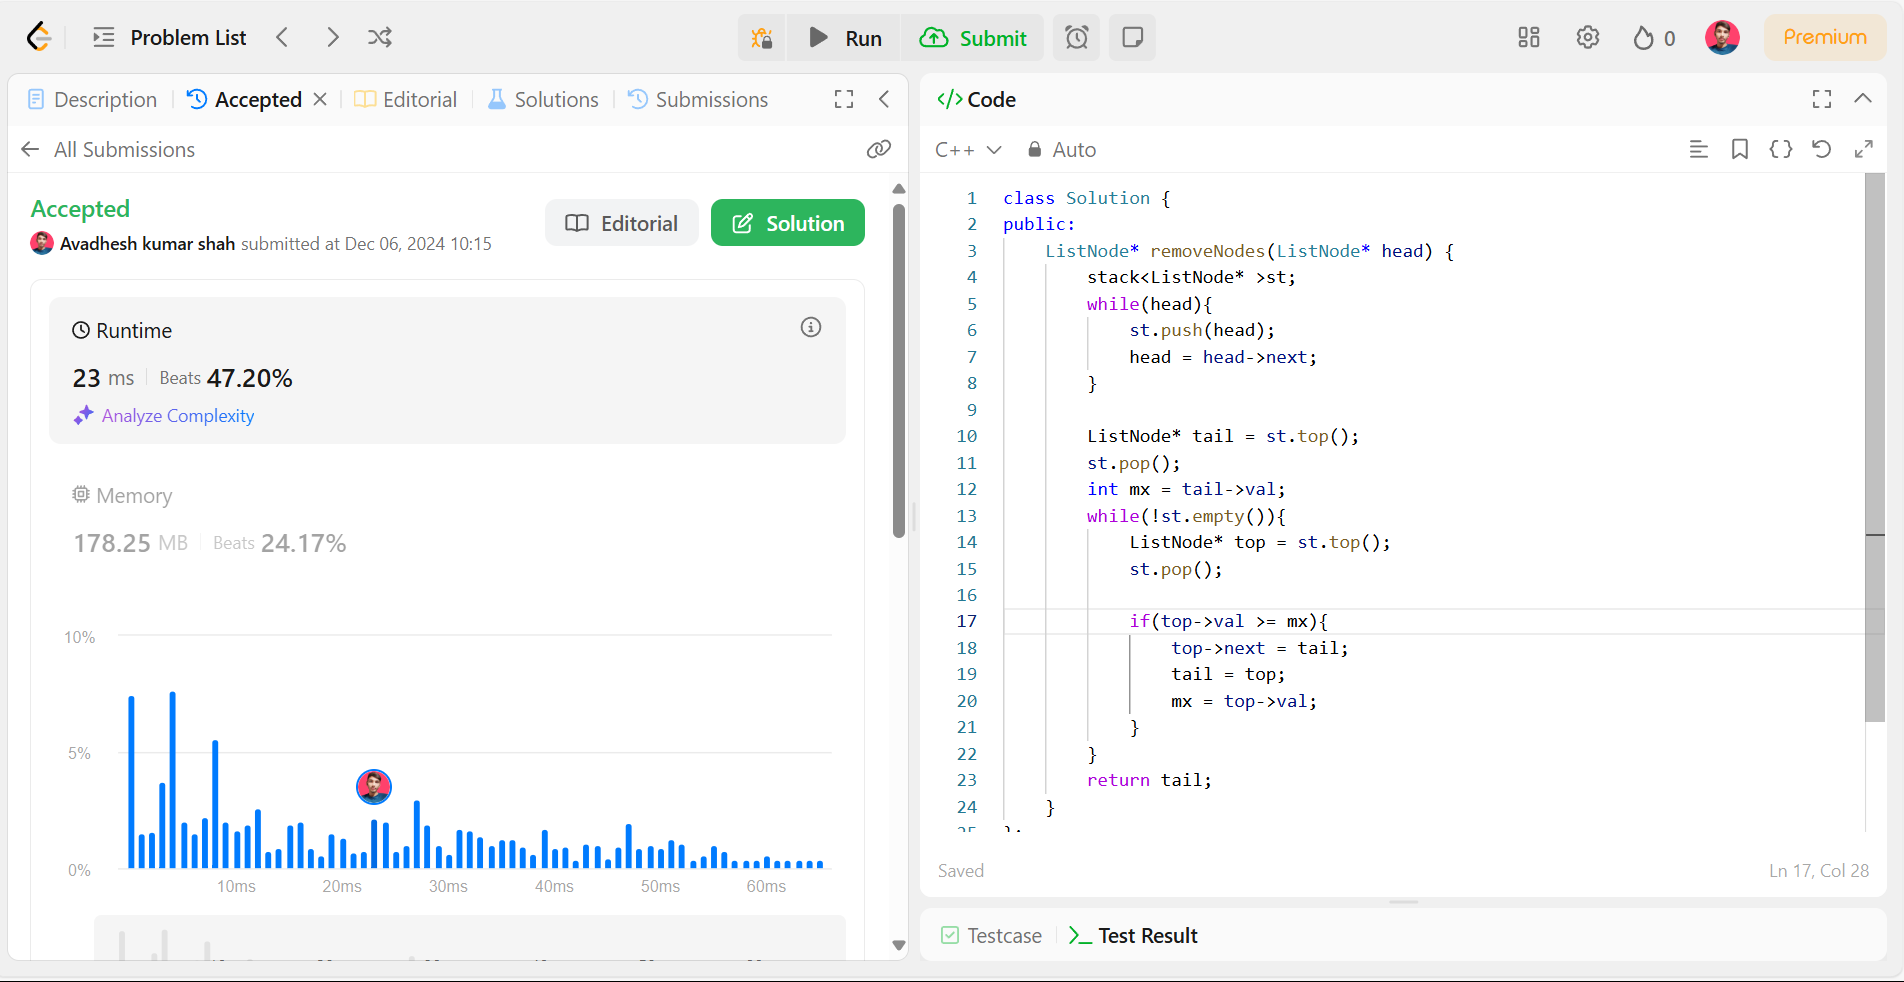 Problem List
Run
Submit
0
Premium
Description
Accepted
Editorial
Solutions
Submissions
All Submissions
Accepted
Avadhesh kumar shah submitted at Dec 06, 2024 10:15
Editorial
Solution
Runtime
23 ms
Beats 47.20%
Analyze Complexity
Memory
178.25 MB
Beats 24.17%
10%
5%
0%
10ms 20ms 30ms 40ms 50ms 60ms
</> Code
C++
Auto
1 class Solution {
2 public:
3 ListNode* removeNodes(ListNode* head) {
4 stack<ListNode* >st;
5 while(head){
6 st.push(head);
7 head = head->next;
8 }
9
10 ListNode* tail = st.top();
11 st.pop();
12 int mx = tail->val;
13 while(!st.empty()){
14 ListNode* top = st.top();
15 st.pop();
16
17 if(top->val >= mx){
18 top->next = tail;
19 tail = top;
20 mx = top->val;
21 }
22 }
23 return tail;
24 }
Saved
Ln 17, Col 28
Testcase
Test Result